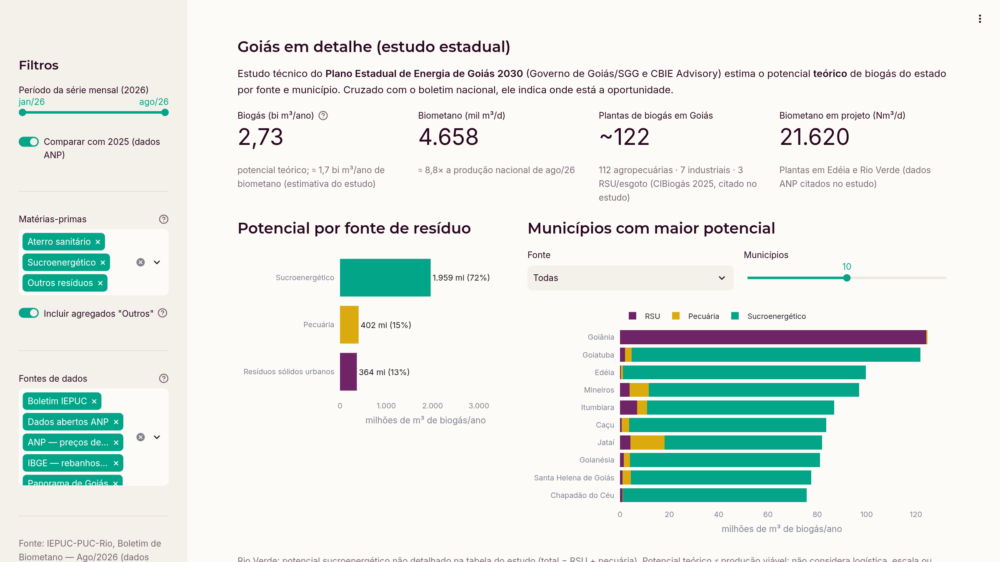 Filtros
Período da série mensal (2026)
jan/26 ago/26
Comparar com 2025 (dados
ANP)
Matérias-primas
Aterro sanitário
Sucroenergético
Outros resíduos
Incluir agregados "Outros"
Fontes de dados
Boletim IEPUC
Dados abertos ANP
ANP — preços de...
IBGE — rebanhos...
Panorama de Goiás
Fonte: IEPUC-PUC-Rio, Boletim de
Biometano — Ago/2026 (dados
Goiás em detalhe (estudo estadual)
Estudo técnico do Plano Estadual de Energia de Goiás 2030 (Governo de Goiás/SGG e CBIE Advisory) estima o potencial teórico de biogás do estado
por fonte e município. Cruzado com o boletim nacional, ele indica onde está a oportunidade.
Biogás (bi m³/ano)
2,73
potencial teórico; ≈ 1,7 bi m³/ano de
biometano (estimativa do estudo)
Biometano (mil m³/d)
4.658
≈ 8,8× a produção nacional de ago/26
Plantas de biogás em Goiás
~122
112 agropecuárias · 7 industriais · 3
RSU/esgoto (CIBiogás 2025, citado no
estudo)
Biometano em projeto (Nm³/d)
21.620
Plantas em Edéia e Rio Verde (dados
ANP citados no estudo)
Potencial por fonte de resíduo
Sucroenergético 1.959 mi (72%)
Pecuária 402 mi (15%)
Resíduos sólidos urbanos 364 mi (13%)
0 1.000 2.000 3.000
milhões de m³ de biogás/ano
Municípios com maior potencial
Fonte
Todas
Municípios
10
RSU Pecuária Sucroenergético
Goiânia
Goiatuba
Edéia
Mineiros
Itumbiara
Caçu
Jataí
Goianésia
Santa Helena de Goiás
Chapadão do Céu
0 20 40 60 80 100 120
milhões de m³ de biogás/ano
Rio Verde: potencial sucroenergético não detalhado na tabela do estudo (total = RSU + pecuária). Potencial teórico ≠ produção viável: não considera logística, escala ou